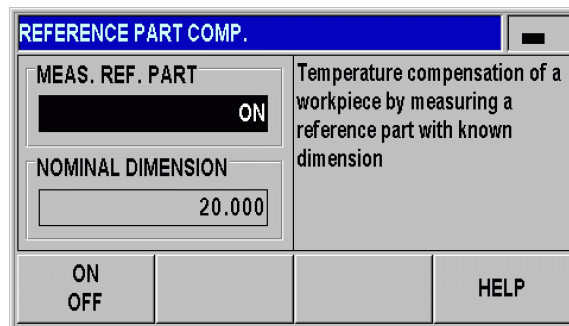 REFERENCE PART COMP.
MEAS. REF. PART
ON
NOMINAL DIMENSION
20.000
Temperature compensation of a
workpiece by measuring a
reference part with known
dimension
ON
OFF
HELP